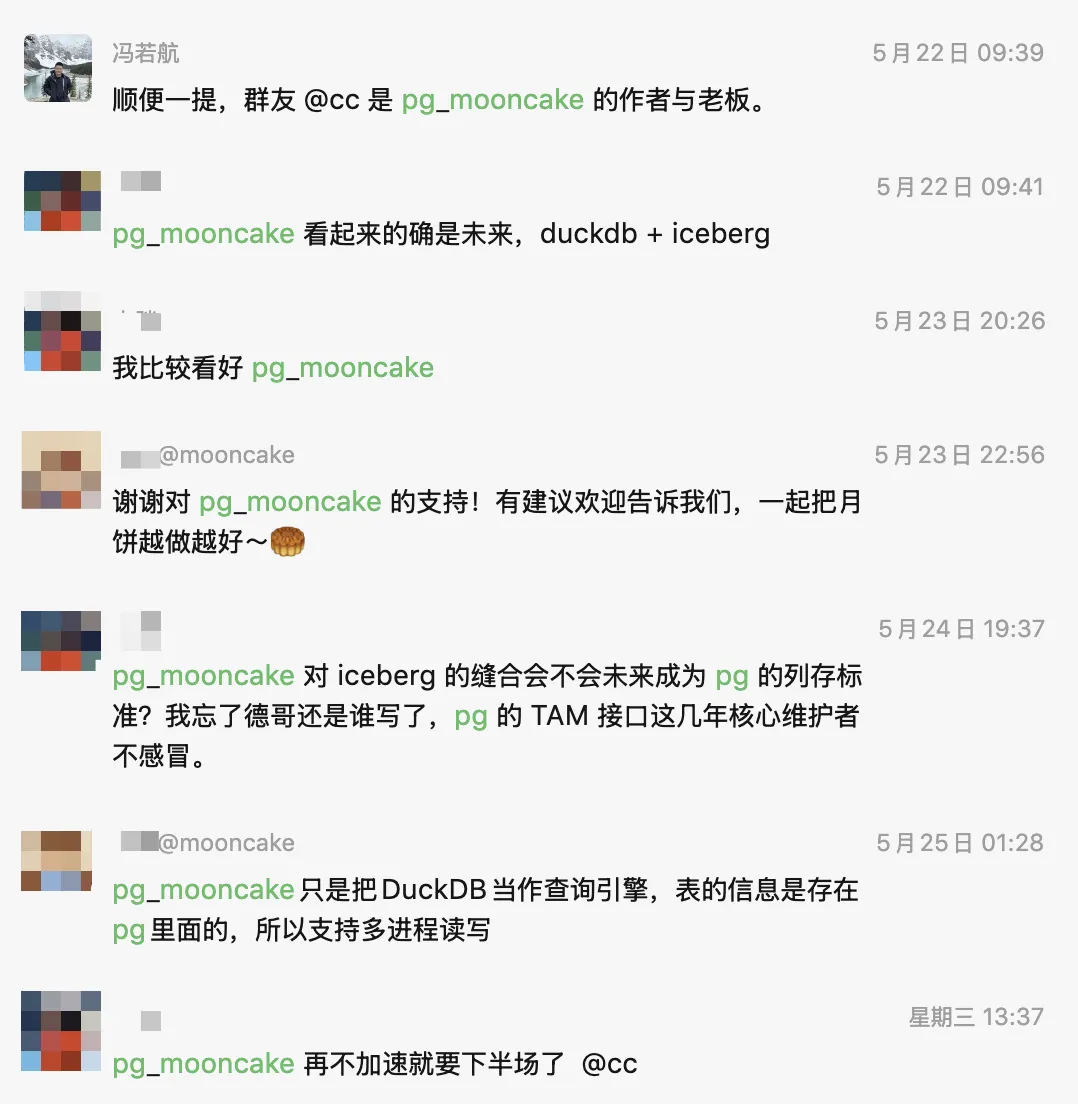 冯若航
5月22日 09:39
顺便一提，群友 @cc 是 pg_mooncake 的作者与老板。
5月22日 09:41
pg_mooncake 看起来的确是未来，duckdb + iceberg
5月23日 20:26
我比较看好 pg_mooncake
@mooncake
5月23日 22:56
谢谢对 pg_mooncake 的支持！有建议欢迎告诉我们，一起把月
饼越做越好～🥮
5月24日 19:37
pg_mooncake 对 iceberg 的缝合会不会未来成为 pg 的列存标
准？我忘了德哥还是谁写了，pg 的 TAM 接口这几年核心维护者
不感冒。
@mooncake
5月25日 01:28
pg_mooncake只是把DuckDB当作查询引擎，表的信息是存在
pg里面的，所以支持多进程读写
星期三 13:37
pg_mooncake 再不加速就要下半场了 @cc